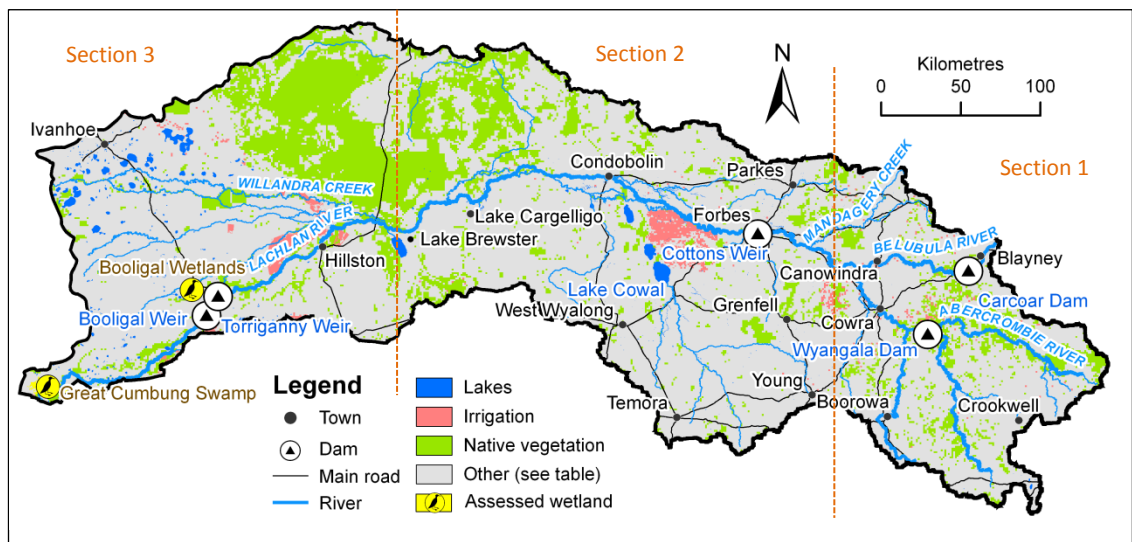 Section 3
Section 2
N
Kilometres
0 50 100
Section 1
Ivanhoe
Condobolin
Parkes
WILLANDRA CREEK
MANDAGERY CREEK
Lake Cargelligo
Forbes
LACHLAN RIVER
Lake Brewster
BELUBULA RIVER
Blayney
Booligal Wetlands
Hillston
Cottons Weir
Canowindra
Lake Cowal
Carcoar Dam
Booligal Weir
Torriganny Weir
West Wyalong
Grenfell
Cowra
ABERCROMBIE RIVER
Wyangala Dam
Great Cumbung Swamp
Young
Temora
Boorowa
Crookwell
Legend
Town
Dam
Main road
River
Lakes
Irrigation
Native vegetation
Other (see table)
Assessed wetland